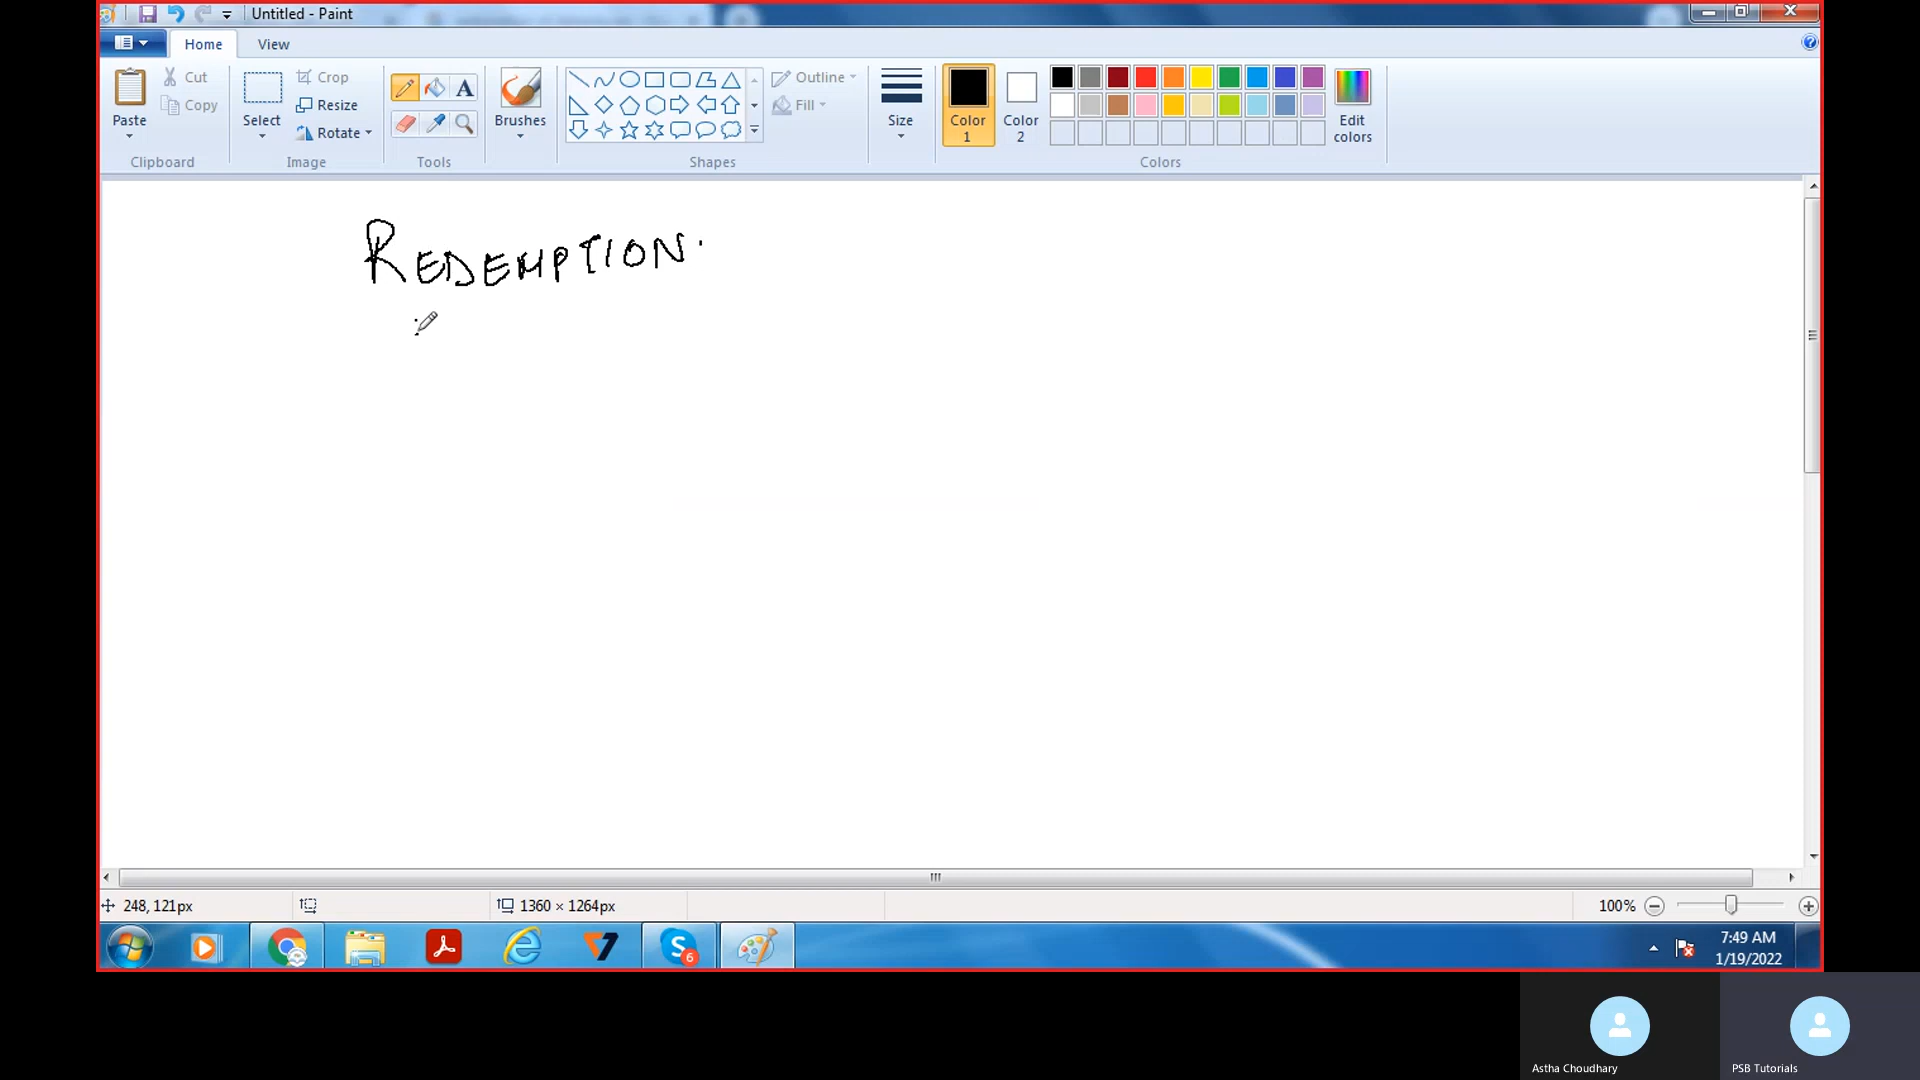 Untitled - Paint
Home View
Paste
Cut
Copy
Clipboard
Select
Crop
Resize
Rotate
Image
A
Tools
Brushes
Shapes
Outline
Fill
Size
Color 1
Color 2
Edit colors
Colors
REDEMPTION.
248, 121px
1360 × 1264px
100%
6
7:49 AM
1/19/2022
Astha Choudhary
PSB Tutorials